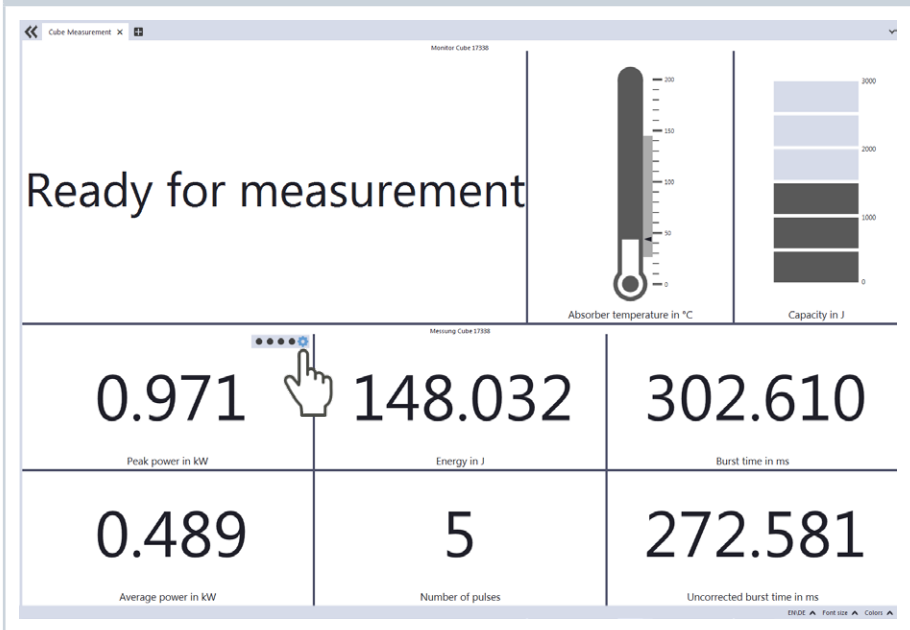 Cube Measurement
Monitor Cube 17338
Ready for measurement
200
150
100
50
0
Absorber temperature in °C
3000
2000
1000
0
Capacity in J
Messung Cube 17338
0.971
Peak power in kW
148.032
Energy in J
302.610
Burst time in ms
0.489
Average power in kW
5
Number of pulses
272.581
Uncorrected burst time in ms
EN\DE Font size Colors